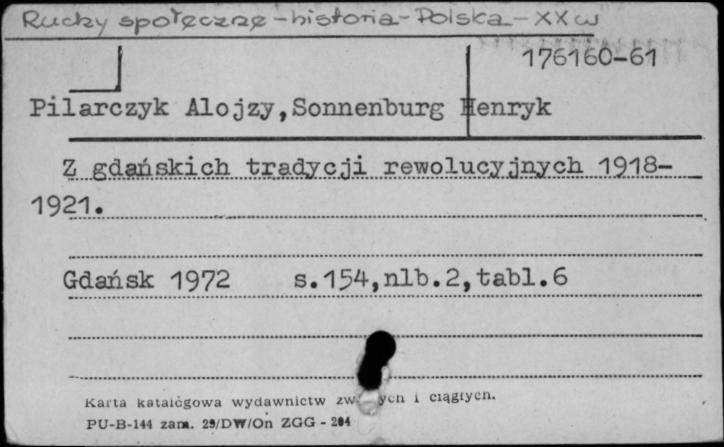 Ruchy społeczne - historia - Polska - XX w
176160-61
Pilarczyk Alojzy,Sonnenburg Henryk
Z gdańskich tradycji rewolucyjnych 1918-
1921.
Gdańsk 1972 s.154,nlb.2,tabl.6
Karta katalogowa wydawnictw zw ych i ciągłych.
PU-B-144 zam. 29/DW/On ZGG - 204